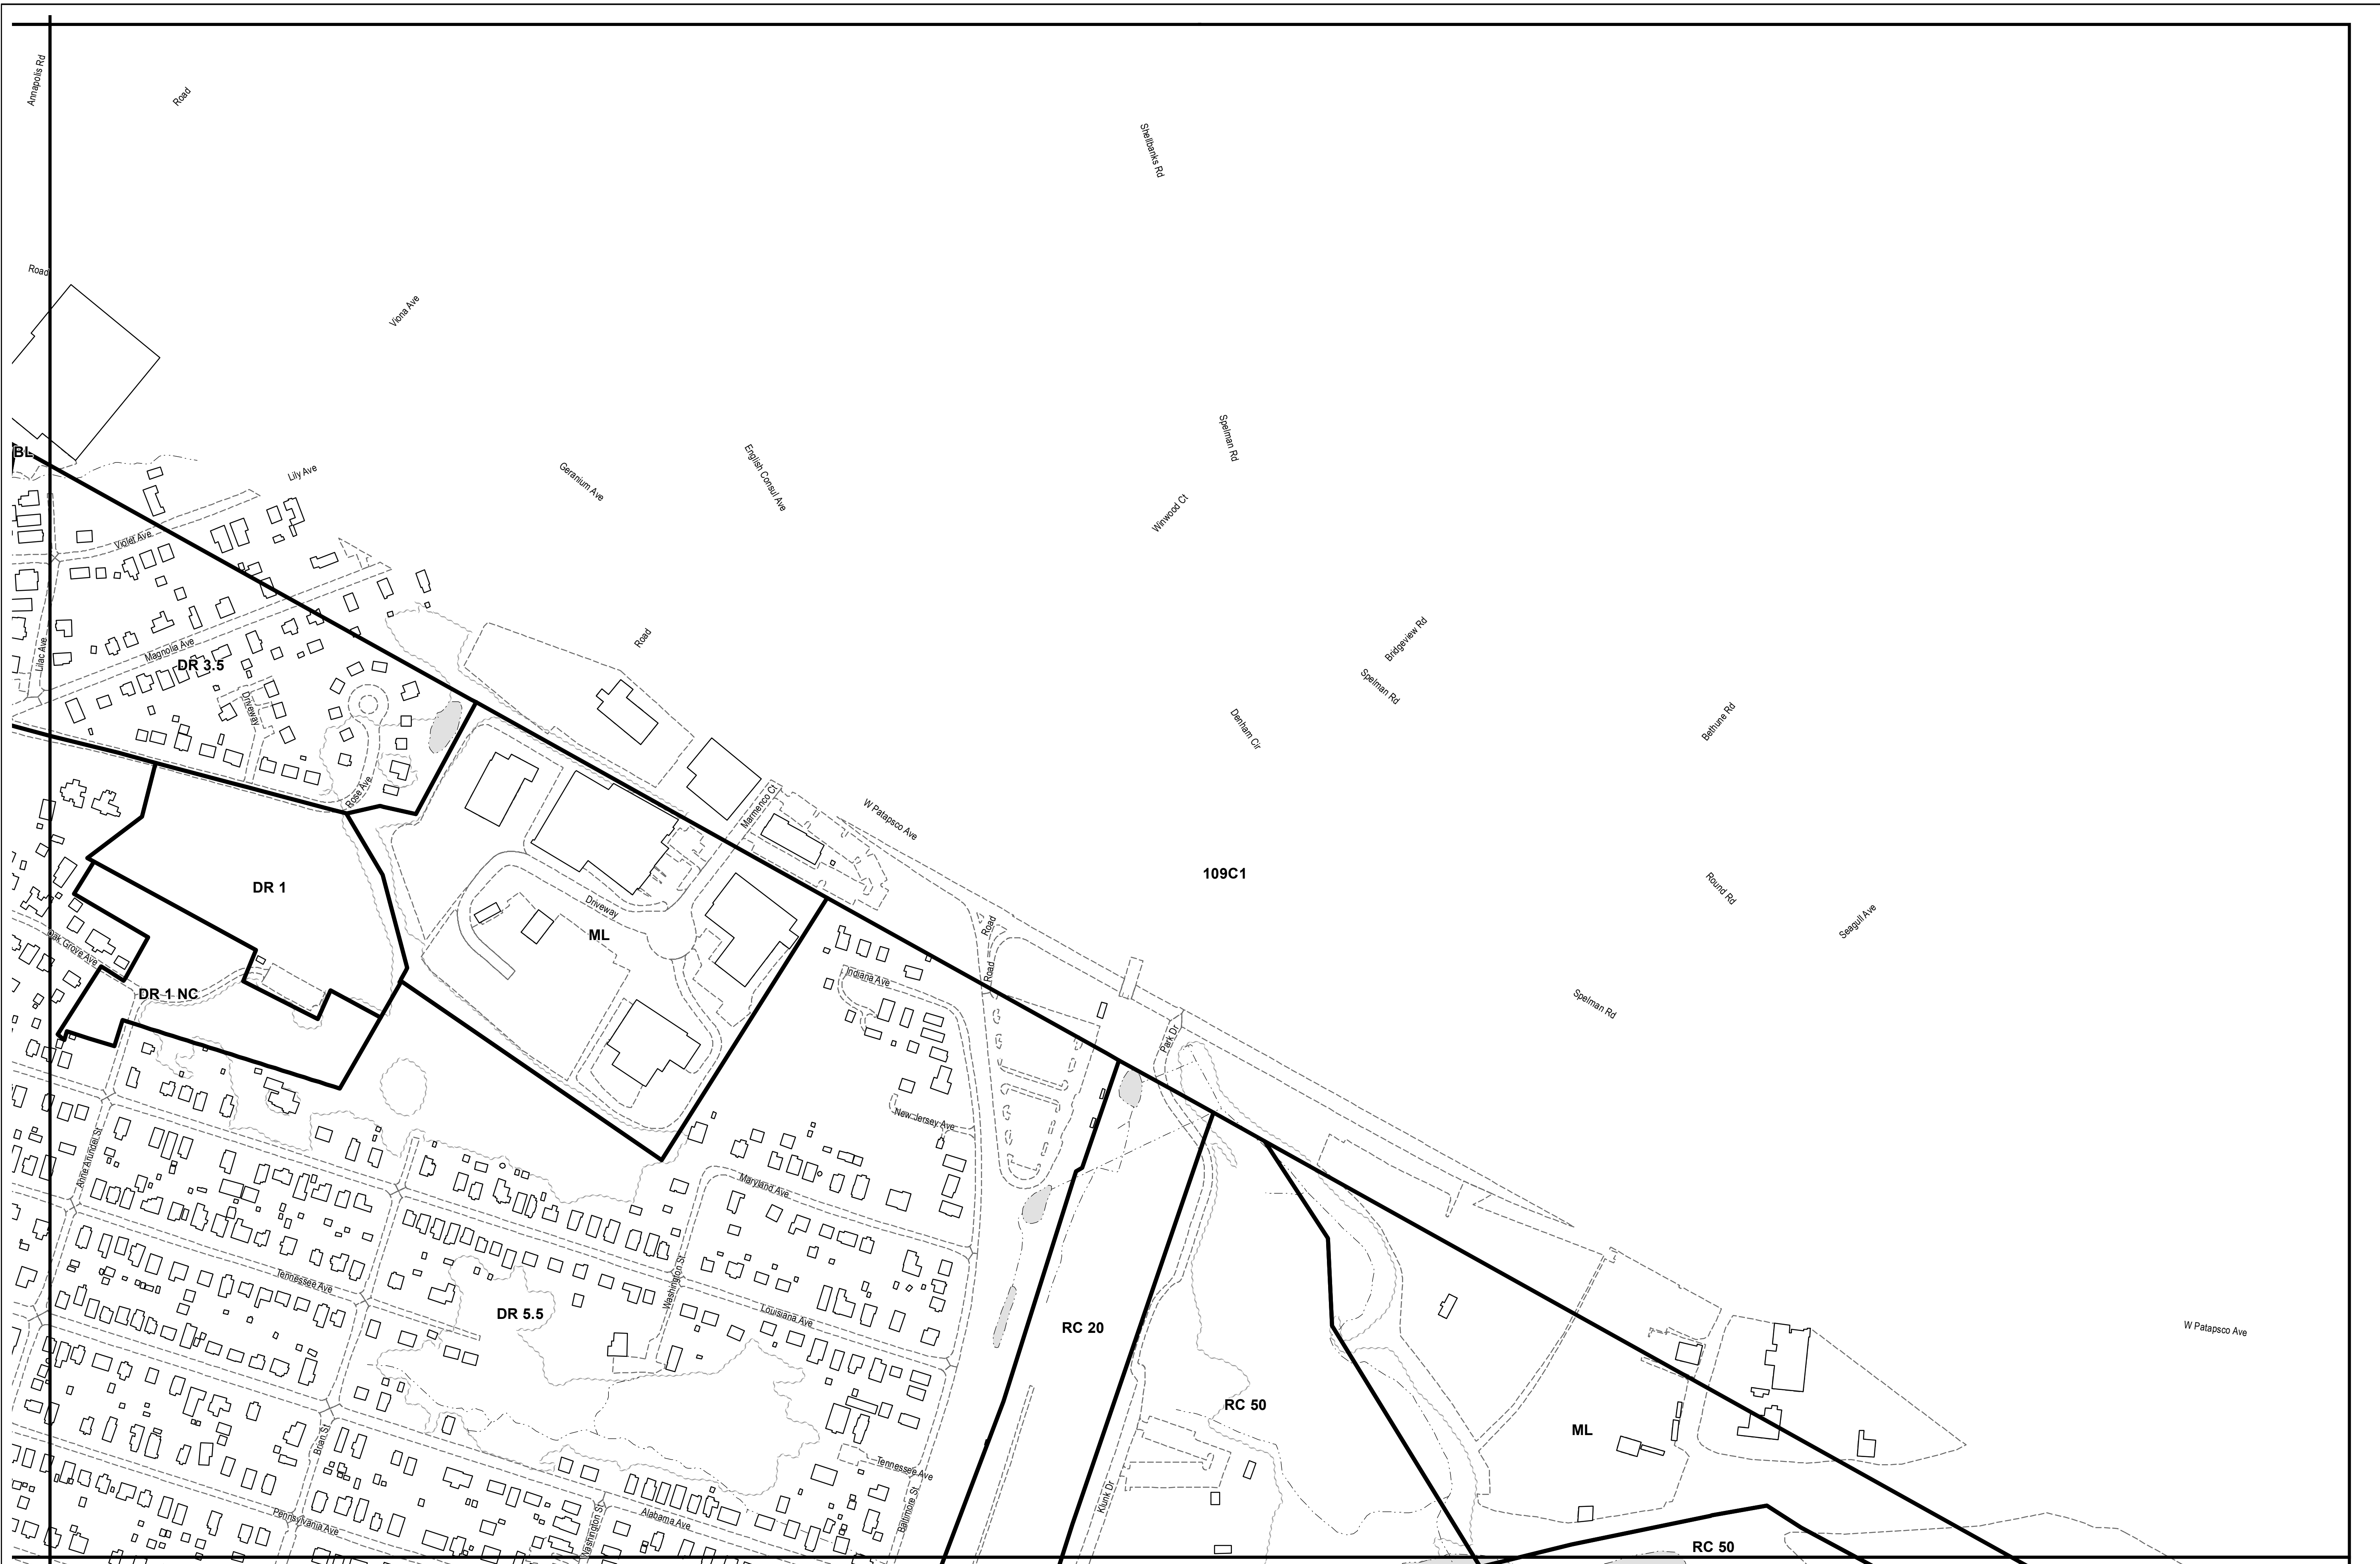 Annapolis Rd
Road
Shellbanks Rd
Road
Viona Ave
BL
Lily Ave
Geranium Ave
English Consul Ave
Spelman Rd
Winwood Ct
Violet Ave
Road
Bridgeview Rd
Lilac Ave
Magnolia Ave
DR 3.5
Spelman Rd
Driveway
Denham Cir
Bethune Rd
Rose Ave
Marmenco Ct
W Patapsco Ave
109C1
DR 1
Round Rd
Driveway
ML
Road
Seagull Ave
Oak Grove Ave
Indiana Ave
Road
DR 1 NC
Spelman Rd
Park Dr
New Jersey Ave
Anne Arundel St
Maryland Ave
Tennessee Ave
Washington St
DR 5.5
Louisiana Ave
RC 20
W Patapsco Ave
RC 50
ML
Brian St
Tennessee Ave
Klunk Dr
Baltimore St
Pennsylvania Ave
Washington St
Alabama Ave
RC 50